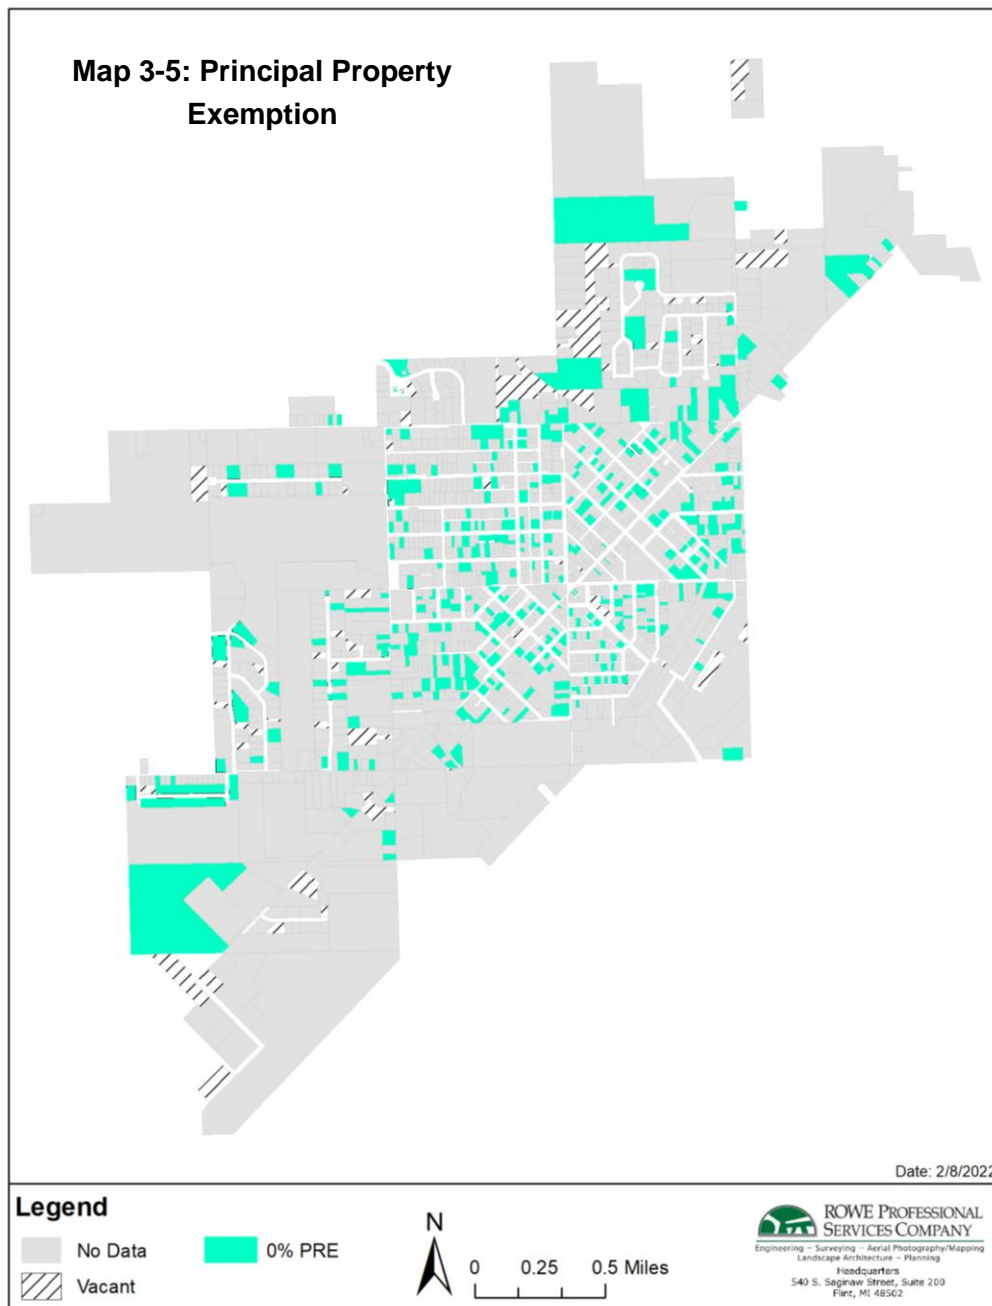 Map 3-5: Principal Property
Exemption
Date: 2/8/2022
Legend
No Data
0% PRE
Vacant
N
0 0.25 0.5 Miles
ROWE PROFESSIONAL
SERVICES COMPANY
Engineering – Surveying – Aerial Photography/Mapping
Landscape Architecture – Planning
Headquarters
540 S. Saginaw Street, Suite 200
Flint, MI 48502